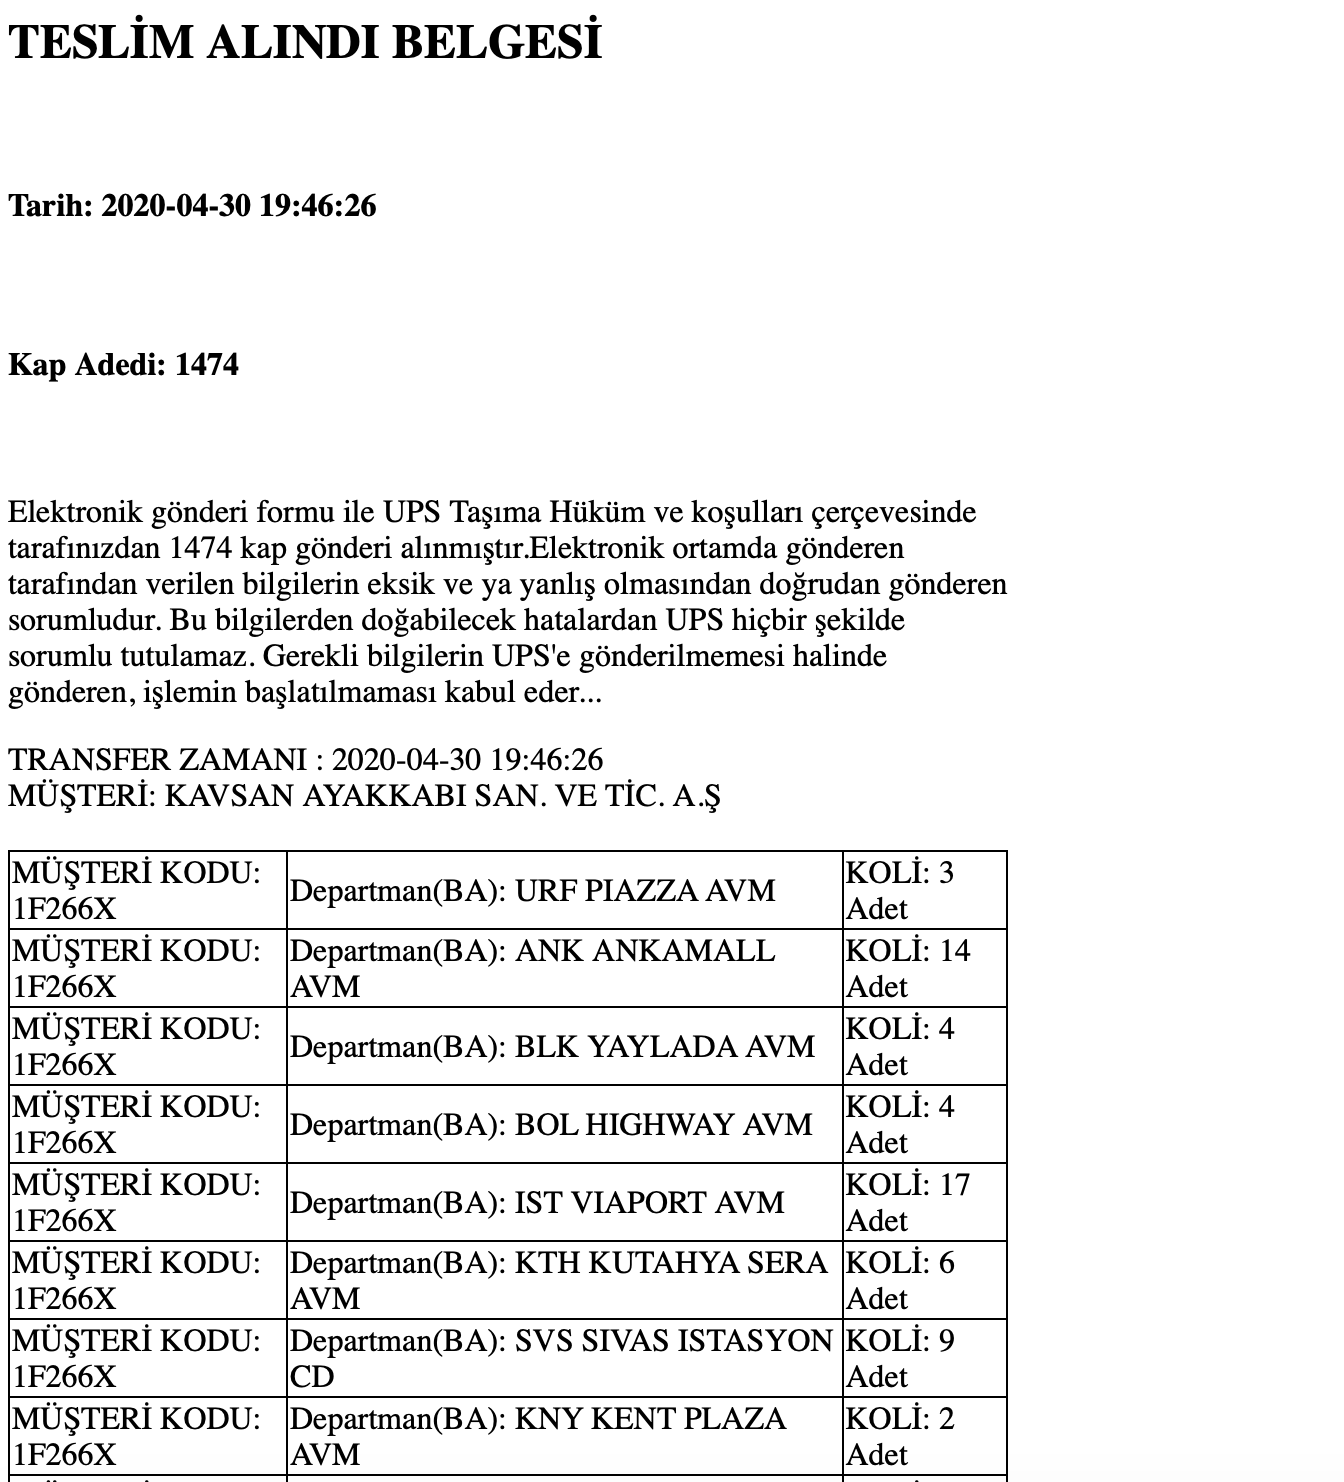 TESLİM ALINDI BELGESİ
Tarih: 2020-04-30 19:46:26
Kap Adedi: 1474
Elektronik gönderi formu ile UPS Taşıma Hüküm ve koşulları çerçevesinde
tarafınızdan 1474 kap gönderi alınmıştır.Elektronik ortamda gönderen
tarafından verilen bilgilerin eksik ve ya yanlış olmasından doğrudan gönderen
sorumludur. Bu bilgilerden doğabilecek hatalardan UPS hiçbir şekilde
sorumlu tutulamaz. Gerekli bilgilerin UPS'e gönderilmemesi halinde
gönderen, işlemin başlatılmaması kabul eder...
TRANSFER ZAMANI : 2020-04-30 19:46:26
MÜŞTERİ: KAVSAN AYAKKABI SAN. VE TİC. A.Ş
MÜŞTERİ KODU:
1F266X
Departman(BA): URF PIAZZA AVM
KOLİ: 3
Adet
MÜŞTERİ KODU:
1F266X
Departman(BA): ANK ANKAMALL
AVM
KOLİ: 14
Adet
MÜŞTERİ KODU:
1F266X
Departman(BA): BLK YAYLADA AVM
KOLİ: 4
Adet
MÜŞTERİ KODU:
1F266X
Departman(BA): BOL HIGHWAY AVM
KOLİ: 4
Adet
MÜŞTERİ KODU:
1F266X
Departman(BA): IST VIAPORT AVM
KOLİ: 17
Adet
MÜŞTERİ KODU:
1F266X
Departman(BA): KTH KUTAHYA SERA
AVM
KOLİ: 6
Adet
MÜŞTERİ KODU:
1F266X
Departman(BA): SVS SIVAS ISTASYON
CD
KOLİ: 9
Adet
MÜŞTERİ KODU:
1F266X
Departman(BA): KNY KENT PLAZA
AVM
KOLİ: 2
Adet